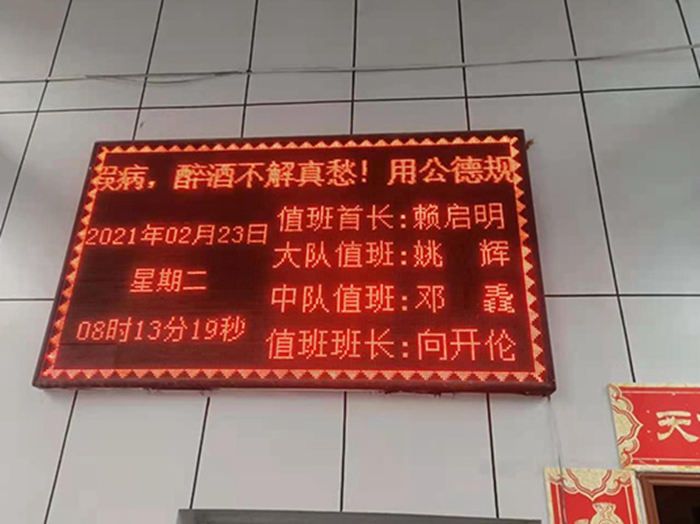 误病，醉酒不解真愁！用公德规
2021年02月23日
星期二
08时13分19秒
值班首长:赖启明
大队值班:姚 辉
中队值班:邓
值班班长:向开伦
天